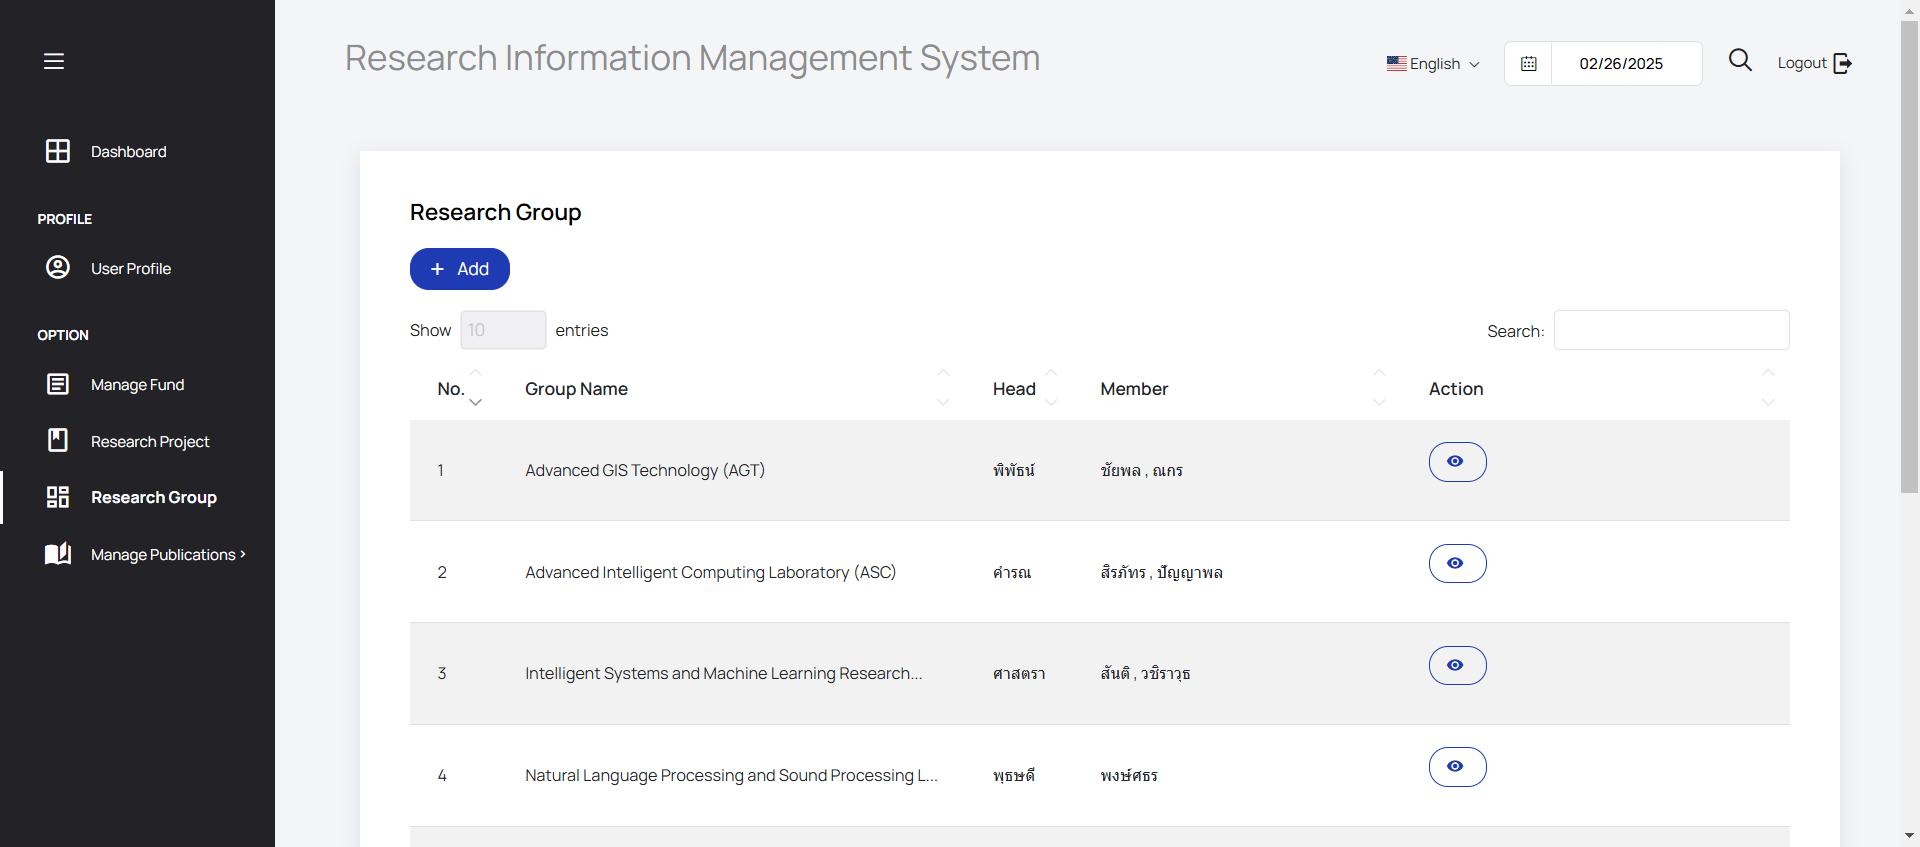 Research Information Management System
English
02/26/2025
Logout
Dashboard
PROFILE
User Profile
OPTION
Manage Fund
Research Project
Research Group
Manage Publications
Research Group
+ Add
Show 10 entries
Search:
No. Group Name Head Member Action
1 Advanced GIS Technology (AGT) พิพัธน์ ชัยพล , ณกร
2 Advanced Intelligent Computing Laboratory (ASC) คำรณ สิรภัทร , ปัญญาพล
3 Intelligent Systems and Machine Learning Research... ศาสตรา สันติ , วชิราวุธ
4 Natural Language Processing and Sound Processing L... พุธษดี พงษ์ศธร